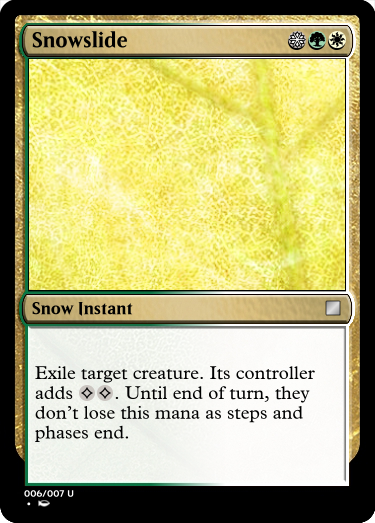 Snowslide
Snow Instant
Exile target creature. Its controller
adds . Until end of turn, they
don't lose this mana as steps and
phases end.
006/007 U